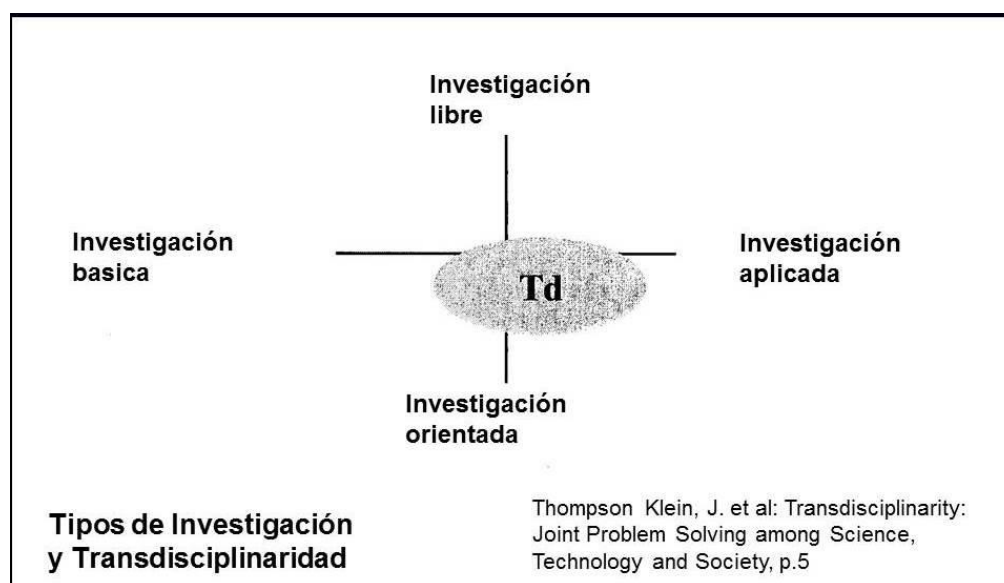 Investigación
libre
Investigación
basica
Investigación
aplicada
Td
Investigación
orientada
Tipos de Investigación
y Transdisciplinaridad
Thompson Klein, J. et al: Transdisciplinarity:
Joint Problem Solving among Science,
Technology and Society, p.5